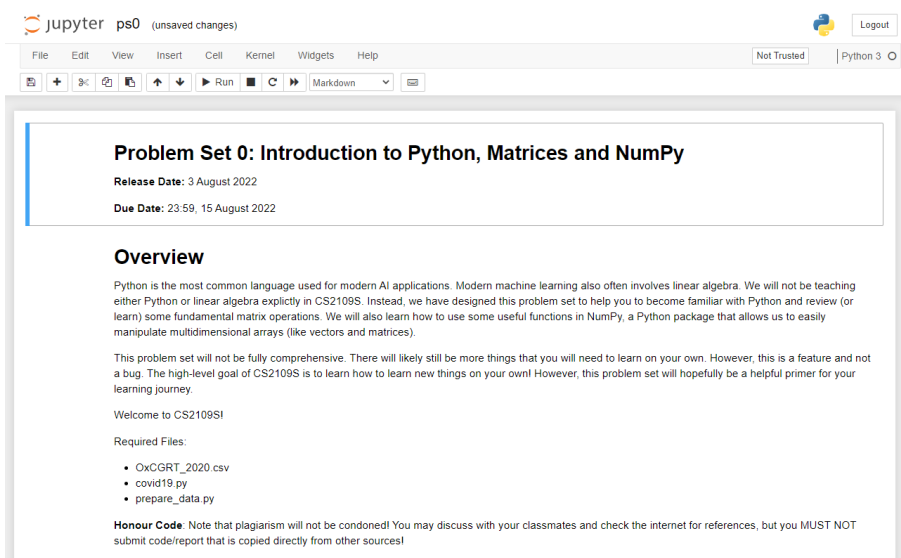 jupyter ps0 (unsaved changes) Logout
File Edit View Insert Cell Kernel Widgets Help Not Trusted Python 3
Run Markdown
Problem Set 0: Introduction to Python, Matrices and NumPy
Release Date: 3 August 2022
Due Date: 23:59, 15 August 2022
Overview
Python is the most common language used for modern AI applications. Modern machine learning also often involves linear algebra. We will not be teaching
either Python or linear algebra explictly in CS2109S. Instead, we have designed this problem set to help you to become familiar with Python and review (or
learn) some fundamental matrix operations. We will also learn how to use some useful functions in NumPy, a Python package that allows us to easily
manipulate multidimensional arrays (like vectors and matrices).
This problem set will not be fully comprehensive. There will likely still be more things that you will need to learn on your own. However, this is a feature and not
a bug. The high-level goal of CS2109S is to learn how to learn new things on your own! However, this problem set will hopefully be a helpful primer for your
learning journey.
Welcome to CS2109S!
Required Files:
• OxCGRT_2020.csv
• covid19.py
• prepare_data.py
Honour Code: Note that plagiarism will not be condoned! You may discuss with your classmates and check the internet for references, but you MUST NOT
submit code/report that is copied directly from other sources!